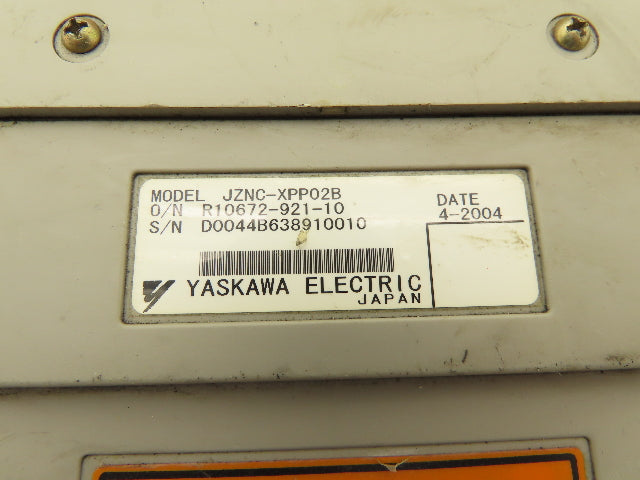 MODEL JZNC-XPP02B
O/N R10672-921-10
S/N D0044B638910010
DATE
4-2004
YASKAWA ELECTRIC
JAPAN